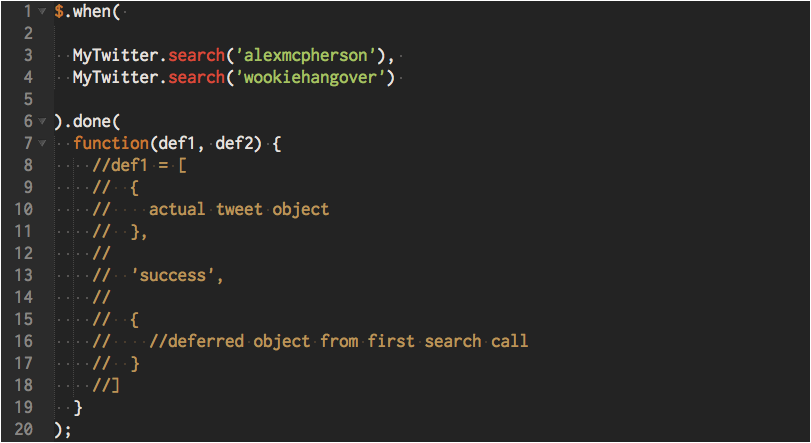 1 $.when(
2
3 MyTwitter.search('alexmcpherson'),
4 MyTwitter.search('wookiehangover')
5
6 ).done(
7 function(def1, def2) {
8 //def1 = [
9 // {
10 // actual tweet object
11 // },
12 //
13 // 'success',
14 //
15 // {
16 // //deferred object from first search call
17 // }
18 //]
19 }
20 );